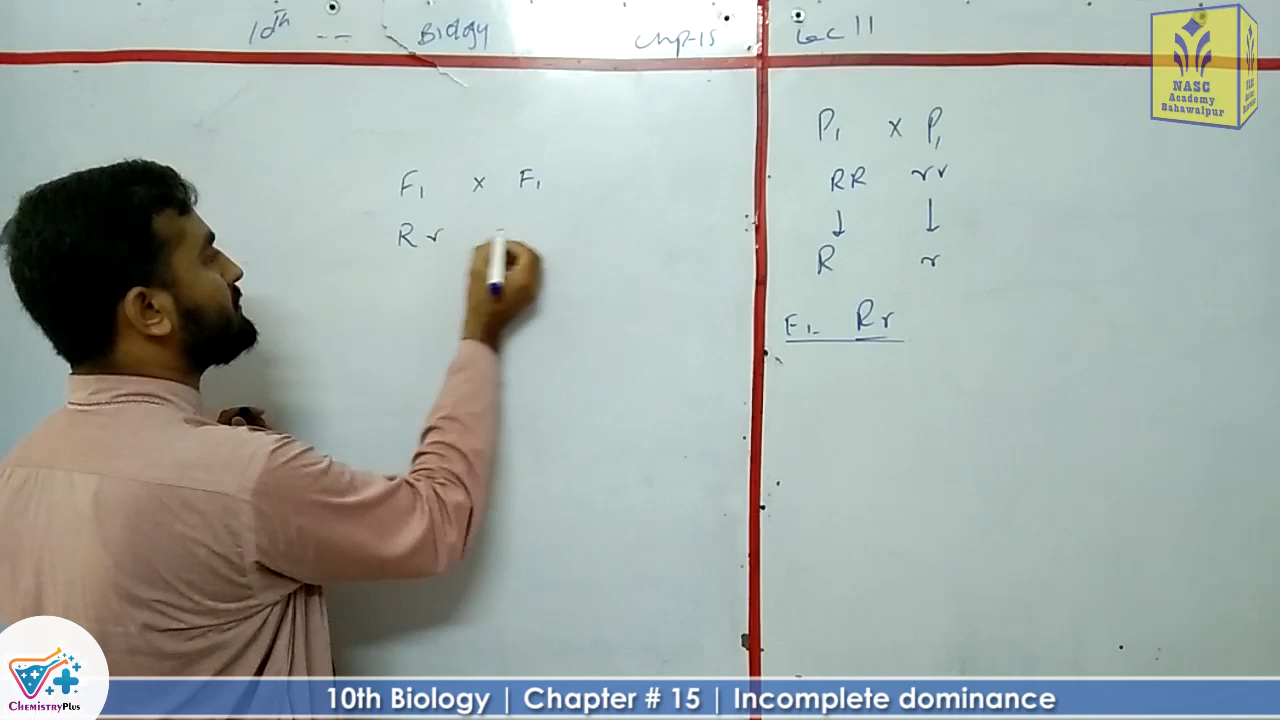 10th -- Biology Chp-15 Lec 11
NASC
Academy
Bahawalpur
F1 x F1
R r
P1 x P1
RR rr
↓ ↓
R r
F1- Rr
ChemistryPlus
10th Biology | Chapter # 15 | Incomplete dominance